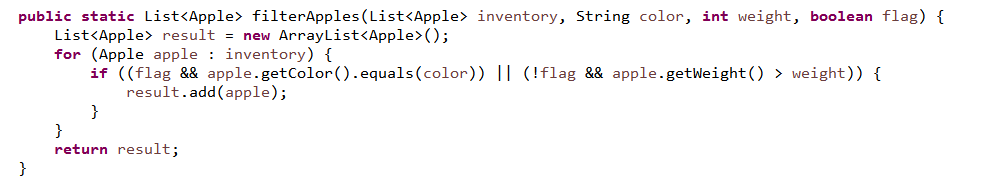 public static List<Apple> filterApples(List<Apple> inventory, String color, int weight, boolean flag) {
    List<Apple> result = new ArrayList<Apple>();
    for (Apple apple : inventory) {
        if ((flag && apple.getColor().equals(color)) || (!flag && apple.getWeight() > weight)) {
            result.add(apple);
        }
    }
    return result;
}